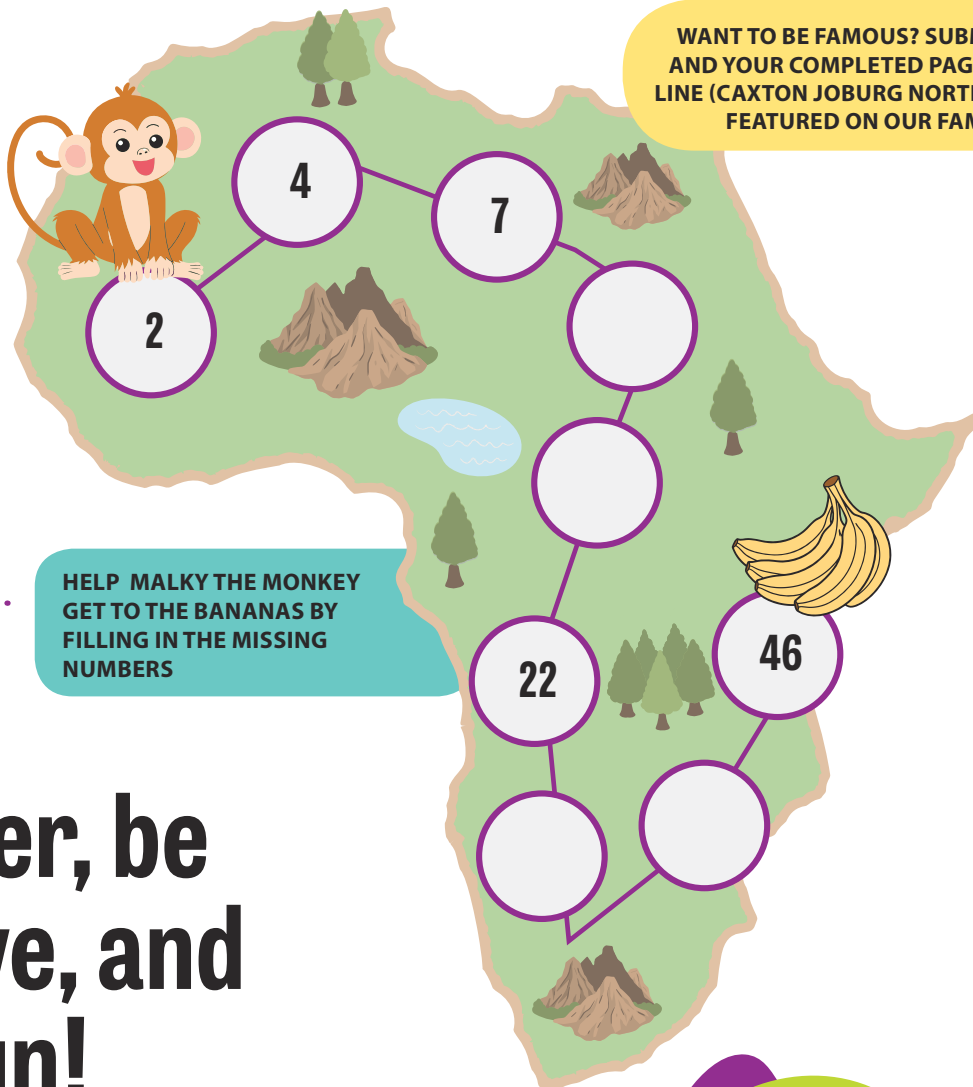 WANT TO BE FAMOUS? SUBM
AND YOUR COMPLETED PAG
LINE (CAXTON JOBURG NORTH
FEATURED ON OUR FAM
4
7
2
HELP MALKY THE MONKEY
GET TO THE BANANAS BY
FILLING IN THE MISSING
NUMBERS
22
46
er, be
ve, and
un!